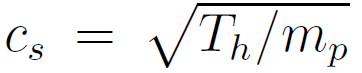 c_s = \sqrt{T_h/m_p}